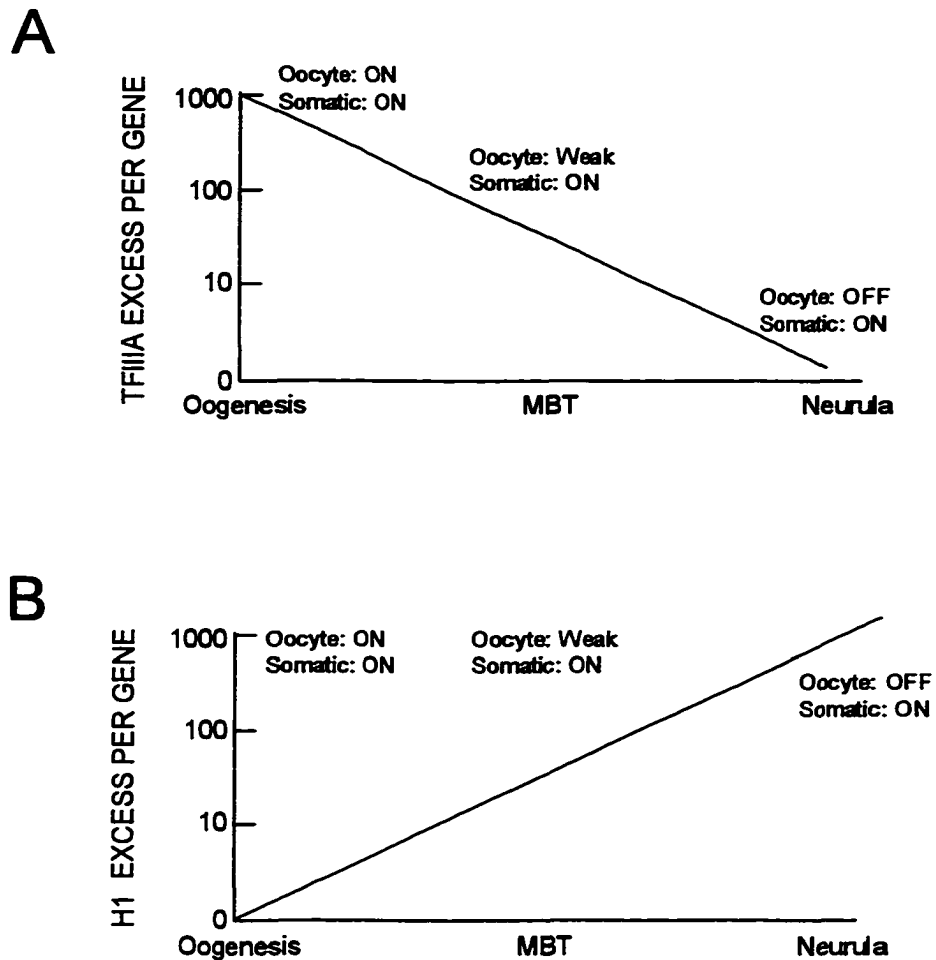 A
TFIIIA EXCESS PER GENE
1000
100
10
0
Oocyte: ON
Somatic: ON
Oocyte: Weak
Somatic: ON
Oocyte: OFF
Somatic: ON
Oogenesis
MBT
Neurula
B
H1 EXCESS PER GENE
1000
100
10
0
Oocyte: ON
Somatic: ON
Oocyte: Weak
Somatic: ON
Oocyte: OFF
Somatic: ON
Oogenesis
MBT
Neurula